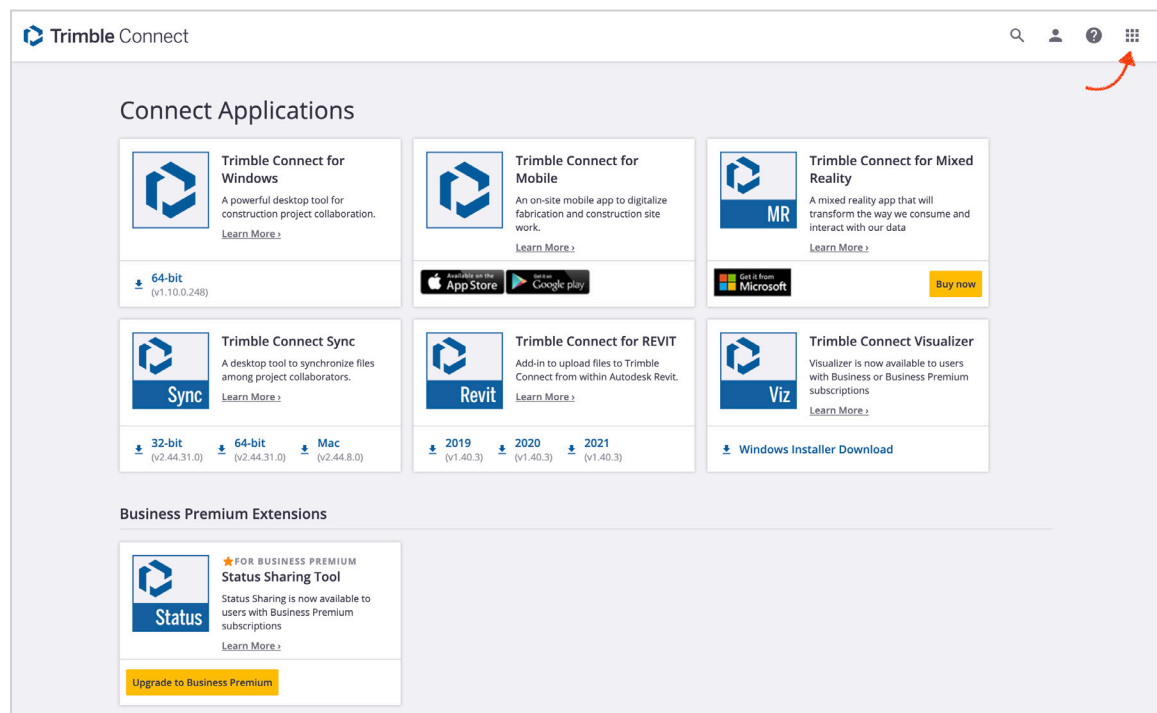 Trimble Connect
Connect Applications
Trimble Connect for
Windows
A powerful desktop tool for
construction project collaboration.
Learn More ›
64-bit
(v1.10.0.248)
Trimble Connect for
Mobile
An on-site mobile app to digitalize
fabrication and construction site
work.
Learn More ›
Available on the
App Store
Get it on
Google play
MR
Trimble Connect for Mixed
Reality
A mixed reality app that will
transform the way we consume and
interact with our data
Learn More ›
Get it from
Microsoft
Buy now
Sync
Trimble Connect Sync
A desktop tool to synchronize files
among project collaborators.
Learn More ›
32-bit
(v2.44.31.0)
64-bit
(v2.44.31.0)
Mac
(v2.44.8.0)
Revit
Trimble Connect for REVIT
Add-in to upload files to Trimble
Connect from within Autodesk Revit.
Learn More ›
2019
(v1.40.3)
2020
(v1.40.3)
2021
(v1.40.3)
Viz
Trimble Connect Visualizer
Visualizer is now available to users
with Business or Business Premium
subscriptions
Learn More ›
Windows Installer Download
Business Premium Extensions
Status
FOR BUSINESS PREMIUM
Status Sharing Tool
Status Sharing is now available to
users with Business Premium
subscriptions
Learn More ›
Upgrade to Business Premium